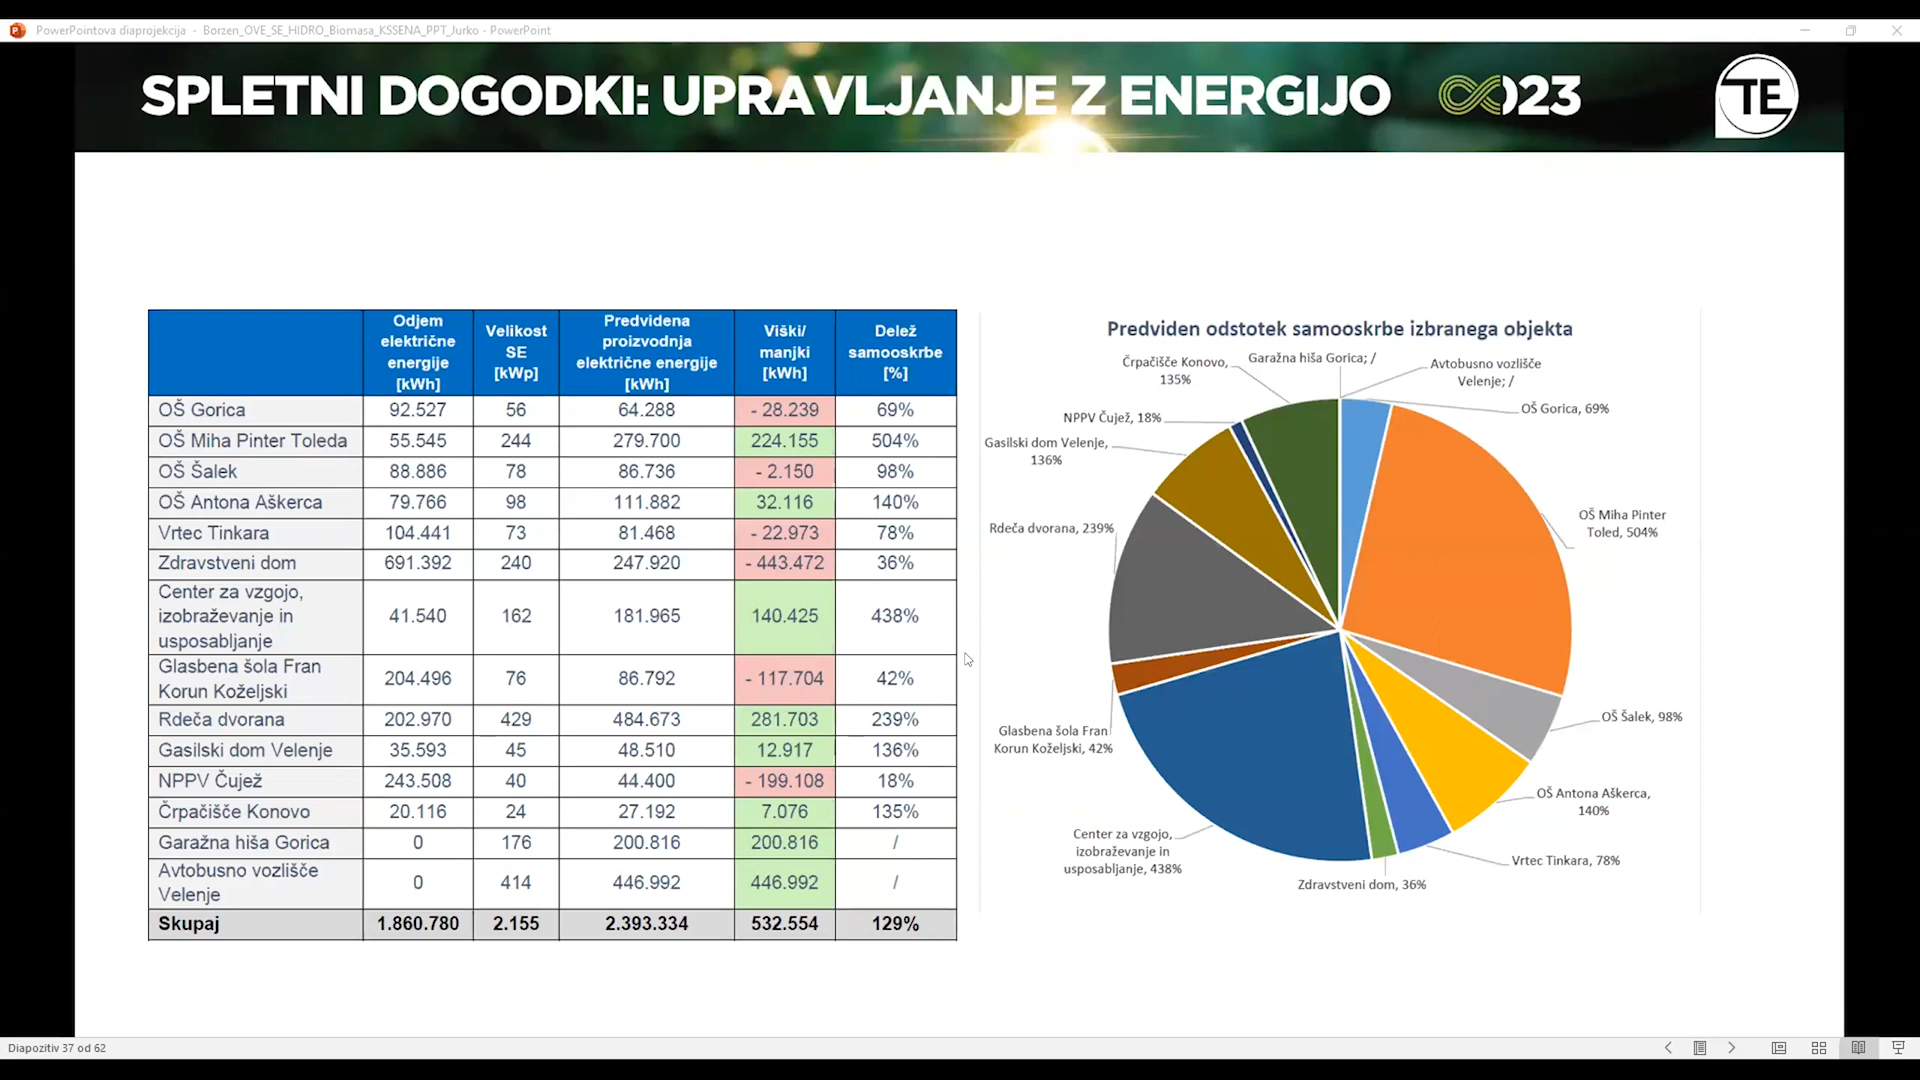 PowerPointova diaprojekcija - Borzen_OVE_SE_HIDRO_Biomasa_KSSENA_PPT_Jurko - PowerPoint
SPLETNI DOGODKI: UPRAVLJANJE Z ENERGIJO
23
TE
Odjem električne energije [kWh] Velikost SE [kWp] Predvidena proizvodnja električne energije [kWh] Viški/ manjki [kWh] Delež samooskrbe [%]
OŠ Gorica 92.527 56 64.288 - 28.239 69%
OŠ Miha Pinter Toleda 55.545 244 279.700 224.155 504%
OŠ Šalek 88.886 78 86.736 - 2.150 98%
OŠ Antona Aškerca 79.766 98 111.882 32.116 140%
Vrtec Tinkara 104.441 73 81.468 - 22.973 78%
Zdravstveni dom 691.392 240 247.920 - 443.472 36%
Center za vzgojo,
izobraževanje in 41.540 162 181.965 140.425 438%
usposabljanje
Glasbena šola Fran
Korun Koželjski 204.496 76 86.792 - 117.704 42%
Rdeča dvorana 202.970 429 484.673 281.703 239%
Gasilski dom Velenje 35.593 45 48.510 12.917 136%
NPPV Čujež 243.508 40 44.400 - 199.108 18%
Črpačišče Konovo 20.116 24 27.192 7.076 135%
Garažna hiša Gorica 0 176 200.816 200.816 /
Avtobusno vozlišče
Velenje 0 414 446.992 446.992 /
Skupaj 1.860.780 2.155 2.393.334 532.554 129%
Predviden odstotek samooskrbe izbranega objekta
Črpačišče Konovo,
135%
Garažna hiša Gorica; /
Avtobusno vozlišče
Velenje; /
OŠ Gorica, 69%
NPPV Čujež, 18%
Gasilski dom Velenje,
136%
OŠ Miha Pinter
Toled, 504%
Rdeča dvorana, 239%
OŠ Šalek, 98%
Glasbena šola Fran
Korun Koželjski, 42%
OŠ Antona Aškerca,
140%
Center za vzgojo,
izobraževanje in
usposabljanje, 438%
Vrtec Tinkara, 78%
Zdravstveni dom, 36%
Diapozitiv 37 od 62